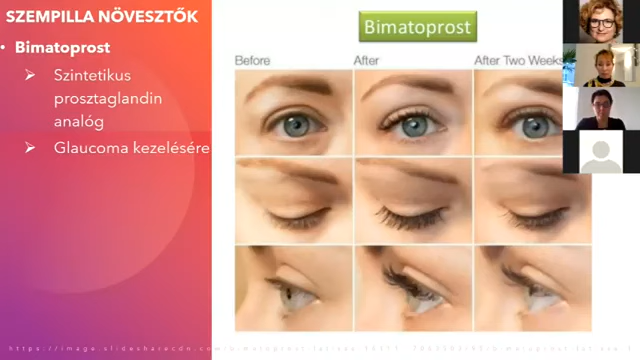 SZEMPILLA NÖVESZTŐK
• Bimatoprost
➢ Szintetikus
prosztaglandin
analóg
➢ Glaucoma kezelésére
Bimatoprost
Before After After Two Weeks